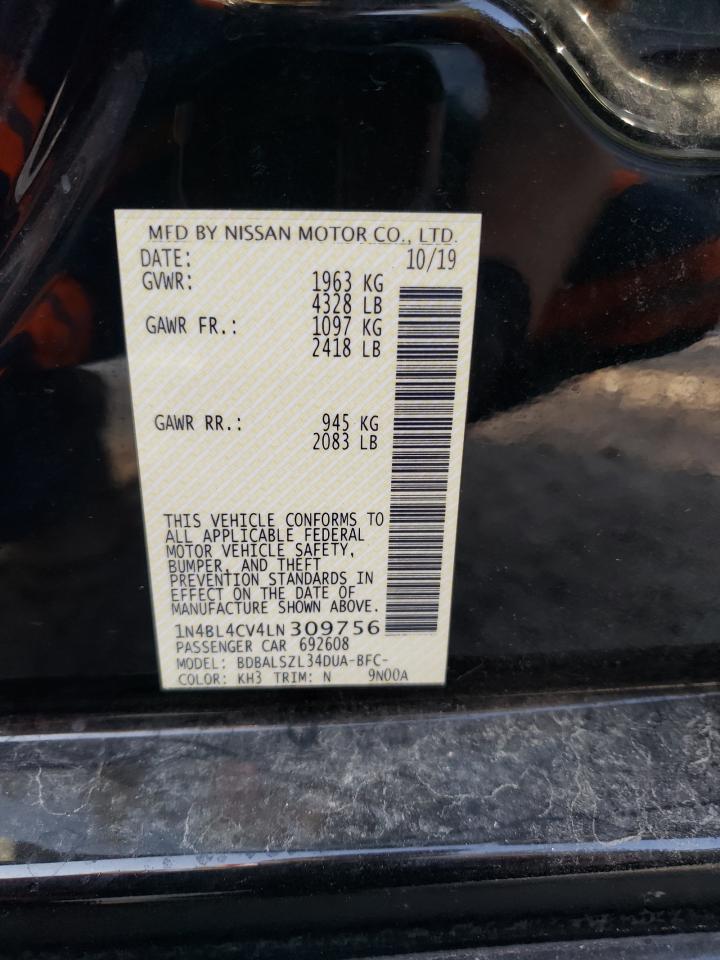 MFD BY NISSAN MOTOR CO., LTD.
DATE: 10/19
GVWR: 1963 KG
4328 LB
GAWR FR.: 1097 KG
2418 LB
GAWR RR.: 945 KG
2083 LB
THIS VEHICLE CONFORMS TO
ALL APPLICABLE FEDERAL
MOTOR VEHICLE SAFETY,
BUMPER, AND THEFT
PREVENTION STANDARDS IN
EFFECT ON THE DATE OF
MANUFACTURE SHOWN ABOVE.
1N4BL4CV4LN309756
PASSENGER CAR 692608
MODEL: BDBALSZL34DUA-BFC-
COLOR: KH3 TRIM: N 9N00A